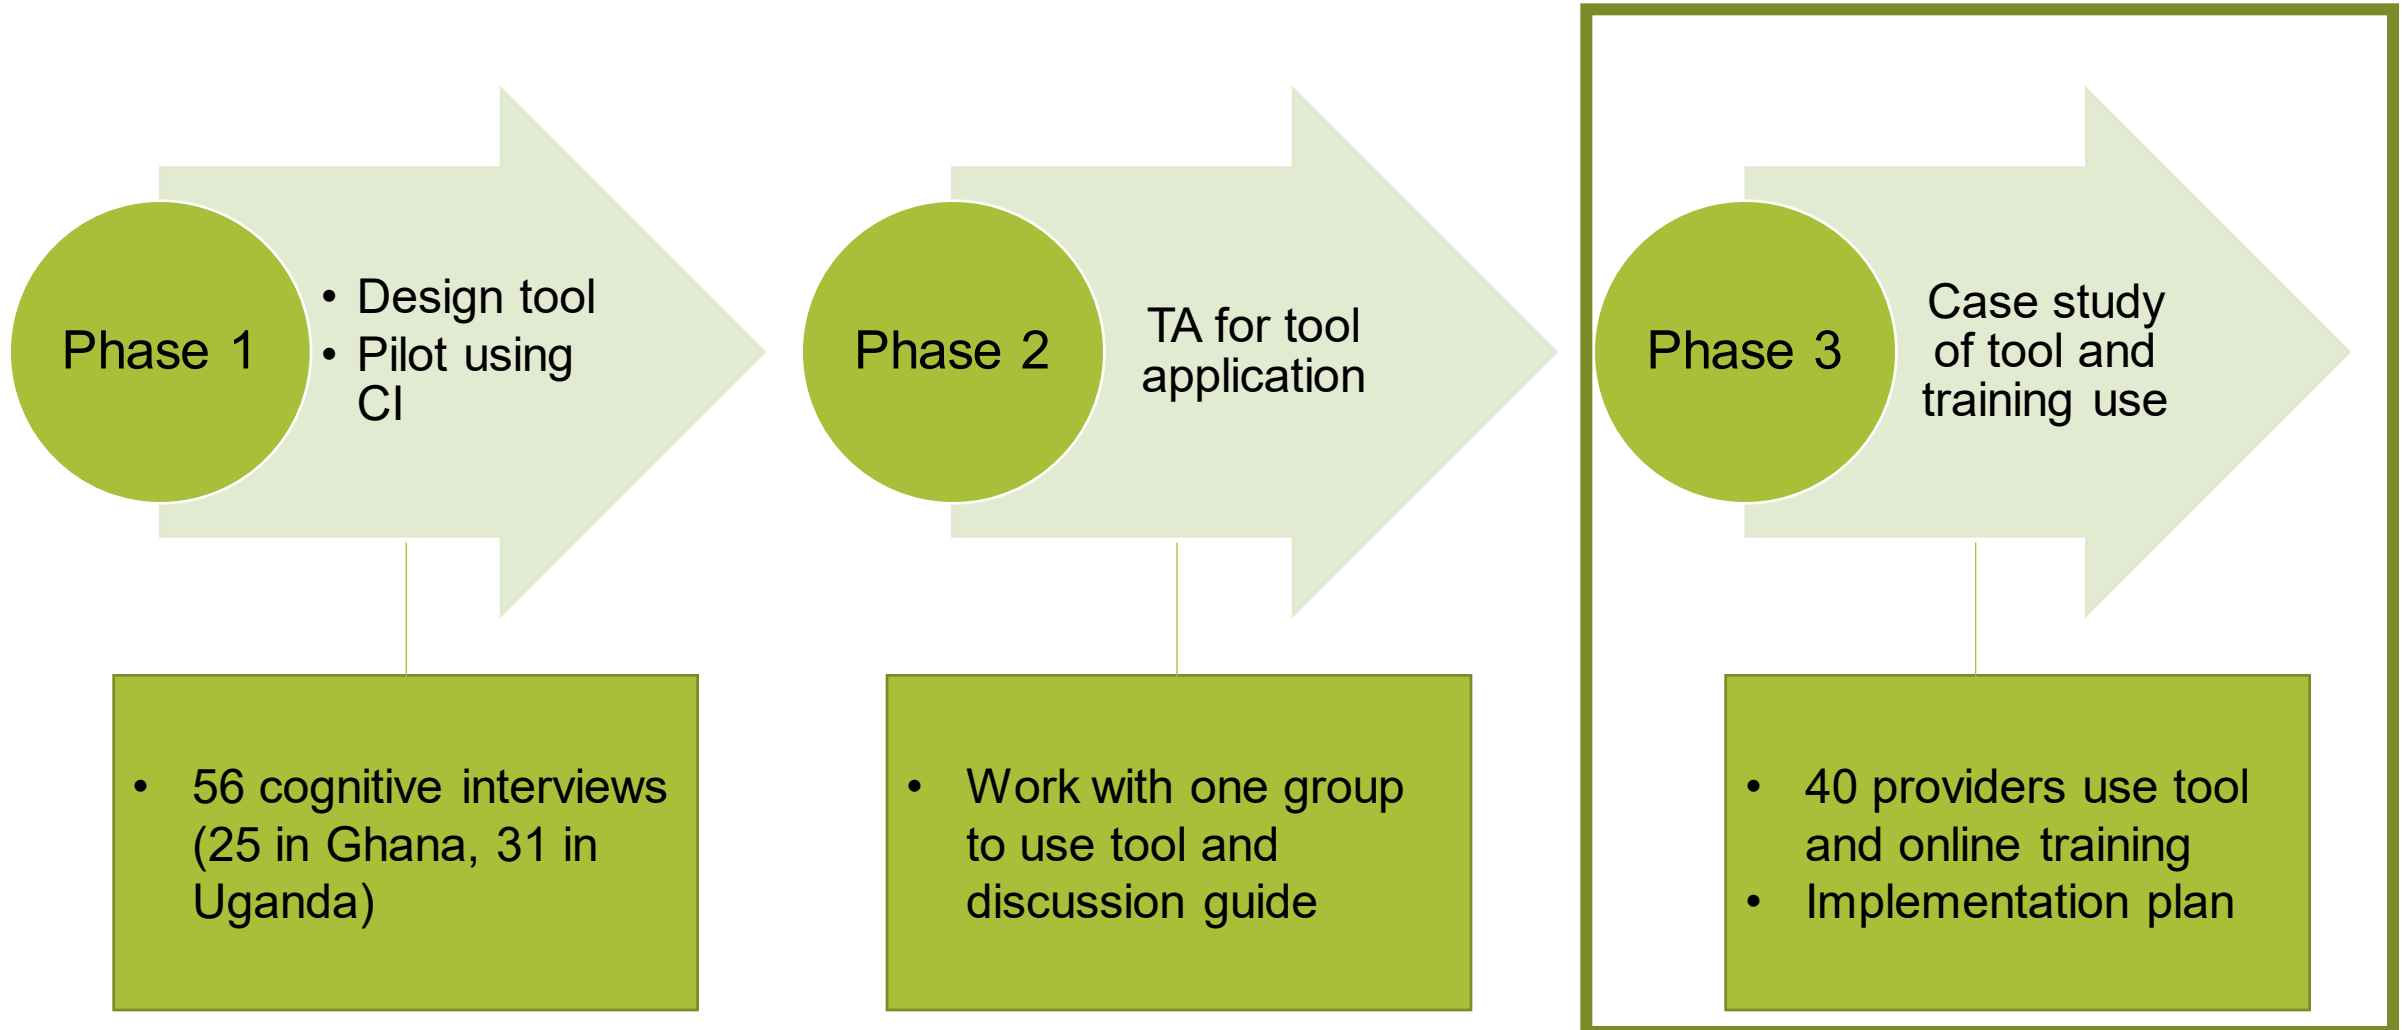 Phase 1
• Design tool
• Pilot using
CI
Phase 2
TA for tool
application
Phase 3
Case study
of tool and
training use
• 56 cognitive interviews
(25 in Ghana, 31 in
Uganda)
• Work with one group
to use tool and
discussion guide
• 40 providers use tool
and online training
• Implementation plan